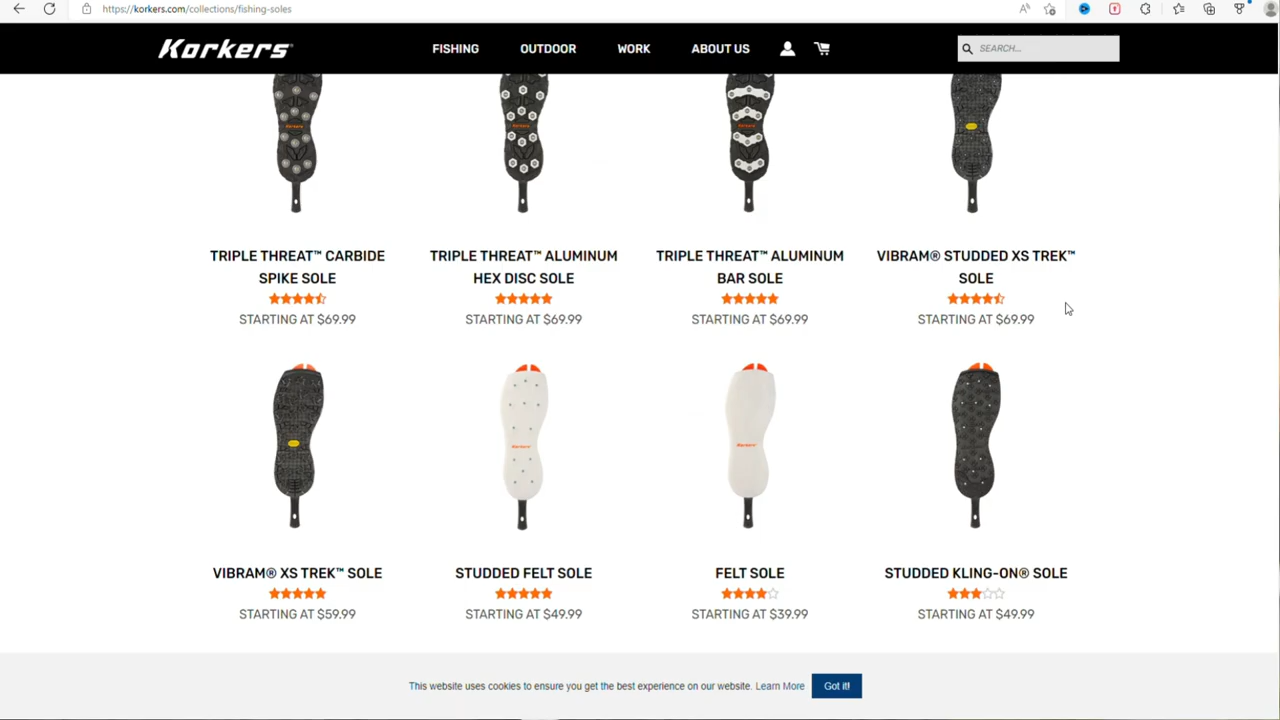 https://korkers.com/collections/fishing-soles
Korkers
FISHING
OUTDOOR
WORK
ABOUT US
SEARCH...
TRIPLE THREAT™ CARBIDE
SPIKE SOLE
STARTING AT $69.99
TRIPLE THREAT™ ALUMINUM
HEX DISC SOLE
STARTING AT $69.99
TRIPLE THREAT™ ALUMINUM
BAR SOLE
STARTING AT $69.99
VIBRAM® STUDDED XS TREK™
SOLE
STARTING AT $69.99
VIBRAM® XS TREK™ SOLE
STARTING AT $59.99
Korkers
STUDDED FELT SOLE
STARTING AT $49.99
Korkers
FELT SOLE
STARTING AT $39.99
STUDDED KLING-ON® SOLE
STARTING AT $49.99
This website uses cookies to ensure you get the best experience on our website. Learn More
Got it!